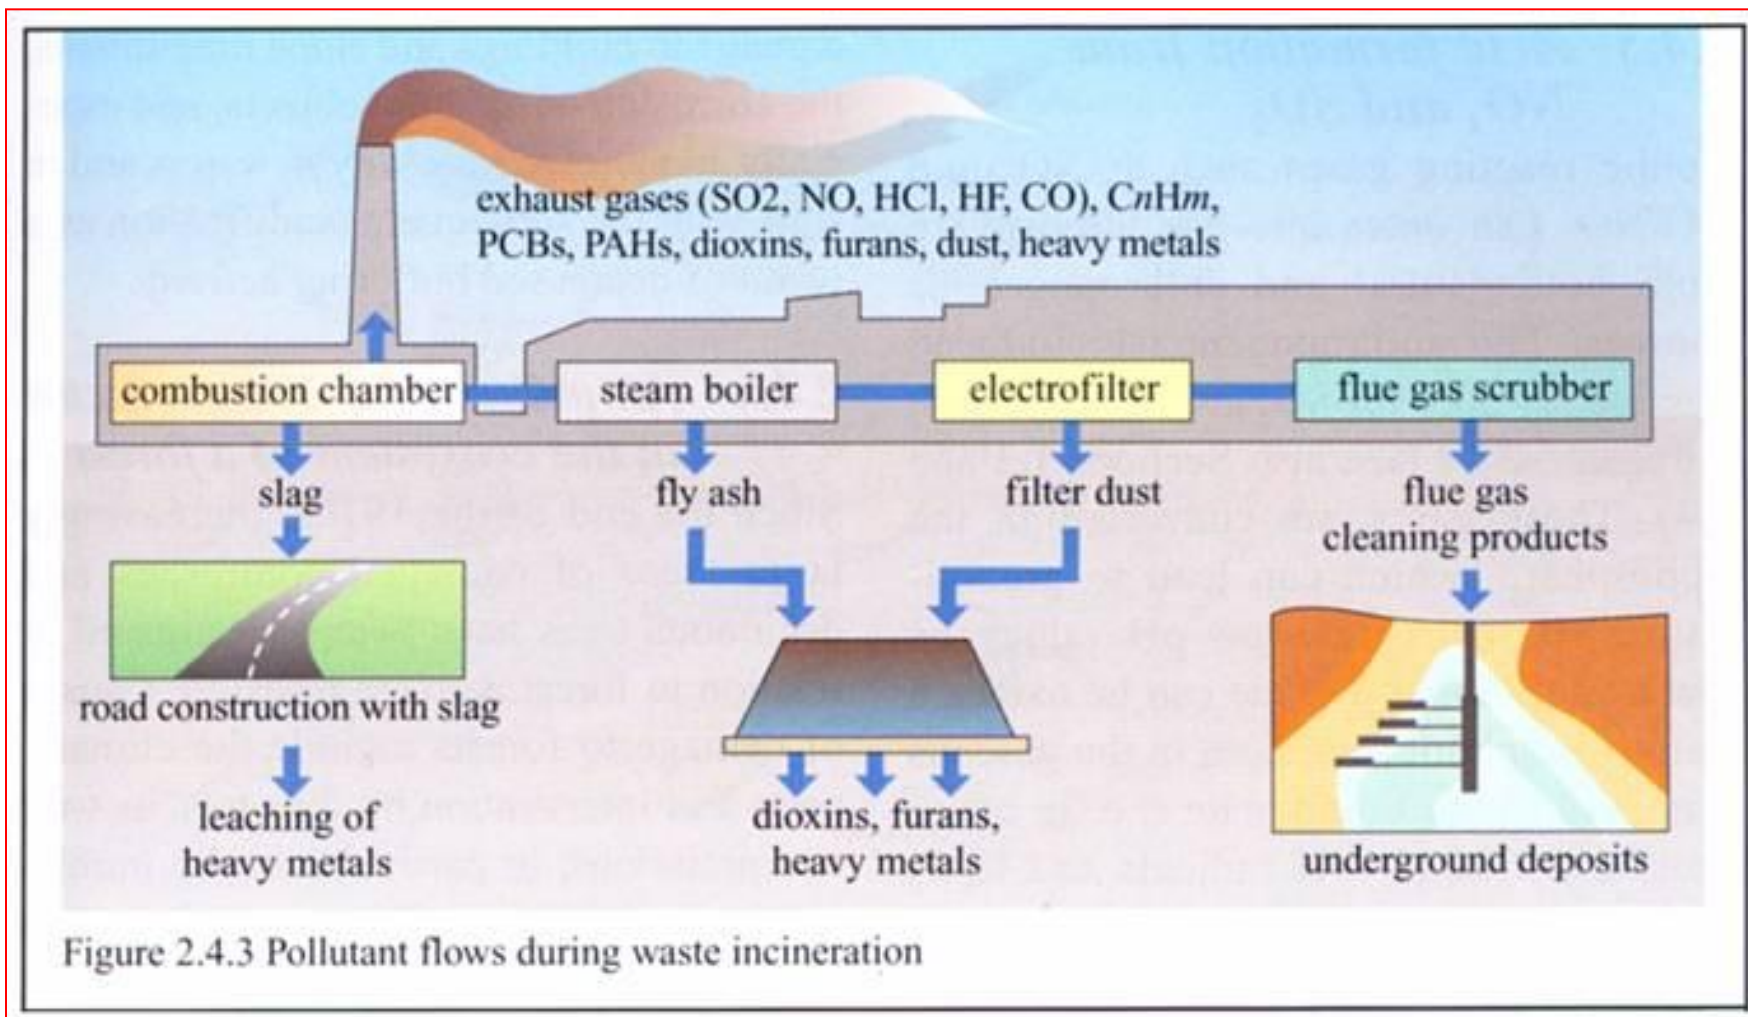 exhaust gases (SO2, NO, HCl, HF, CO), CnHm,
PCBs, PAHs, dioxins, furans, dust, heavy metals
combustion chamber
steam boiler
electrofilter
flue gas scrubber
slag
fly ash
filter dust
flue gas
cleaning products
road construction with slag
leaching of
heavy metals
dioxins, furans,
heavy metals
underground deposits
Figure 2.4.3 Pollutant flows during waste incineration